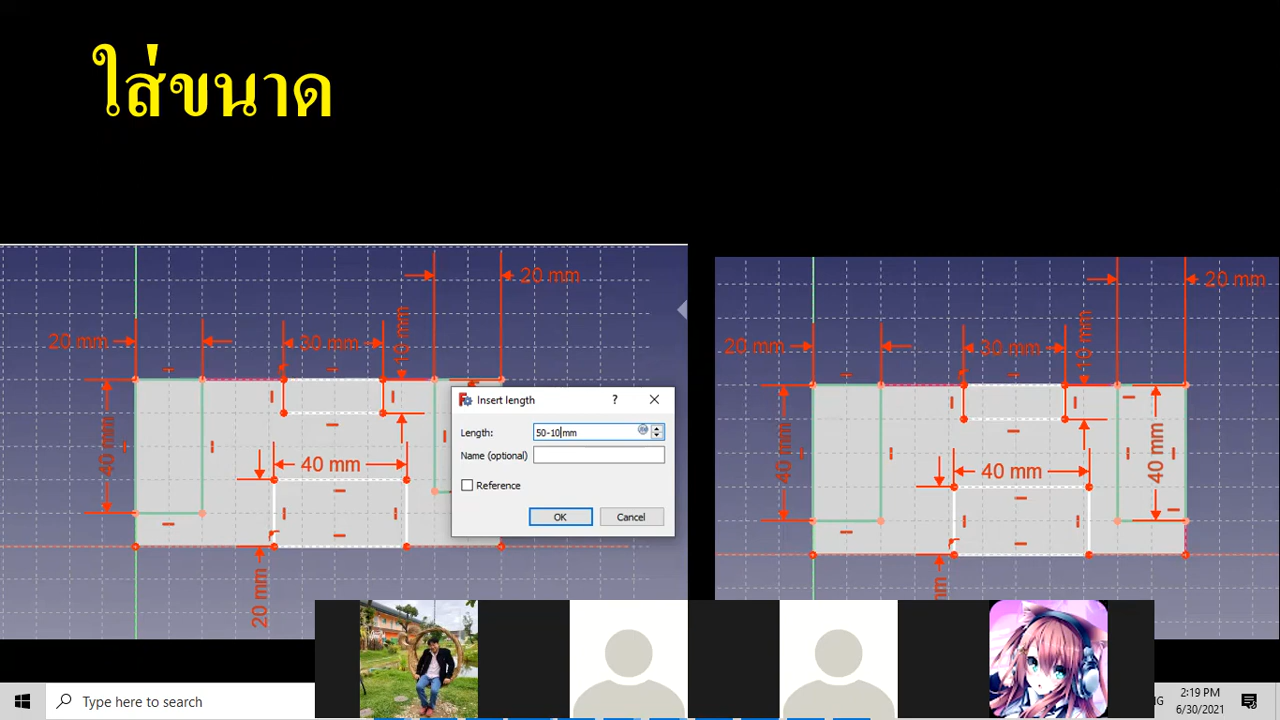 ใส่ขนาด
20 mm
20 mm
30 mm
10 mm
40 mm
40 mm
20 mm
Insert length
?
Length:
50-10mm
Name (optional)
Reference
OK
Cancel
20 mm
20 mm
30 mm
10 mm
40 mm
40 mm
40 mm
mm
Type here to search
2:19 PM
6/30/2021